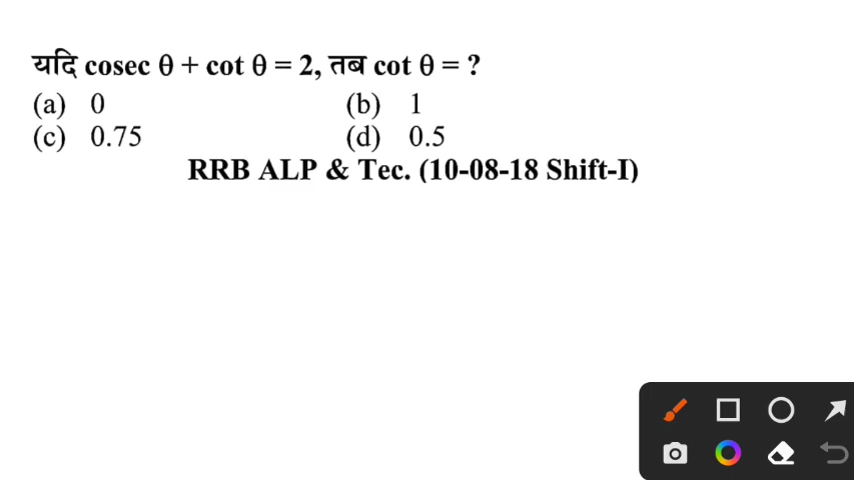 यदि cosec θ + cot θ = 2, तब cot θ = ?
(a) 0 (b) 1
(c) 0.75 (d) 0.5
RRB ALP & Tec. (10-08-18 Shift-I)